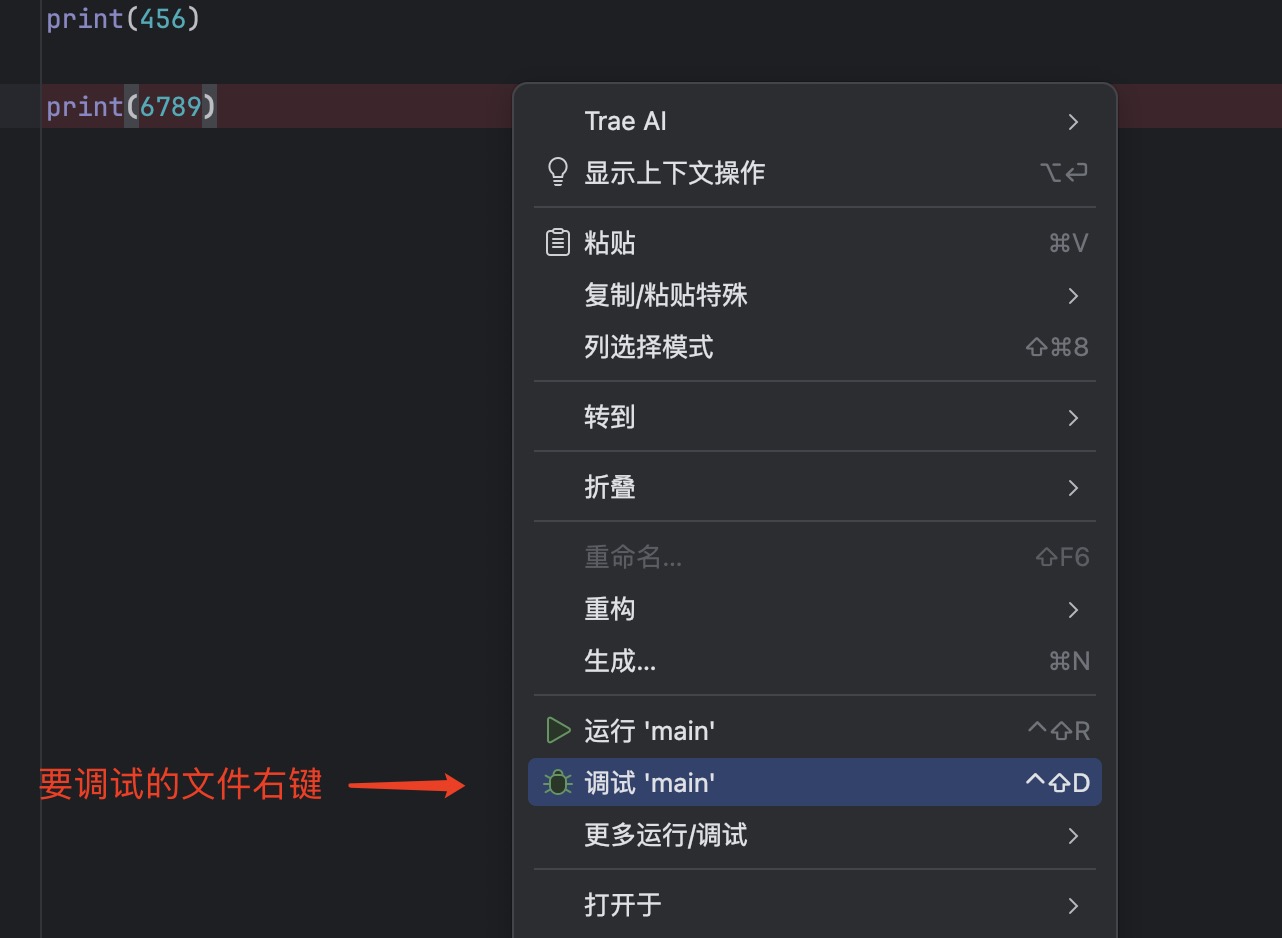 print(456)
print(6789)
Trae AI
显示上下文操作 ⌥↩
粘贴 ⌘V
复制/粘贴特殊
列选择模式 ⇧⌘8
转到
折叠
重命名... ⇧F6
重构
生成... ⌘N
运行 'main' ^⇧R
要调试的文件右键
调试 'main' ^⇧D
更多运行/调试
打开于